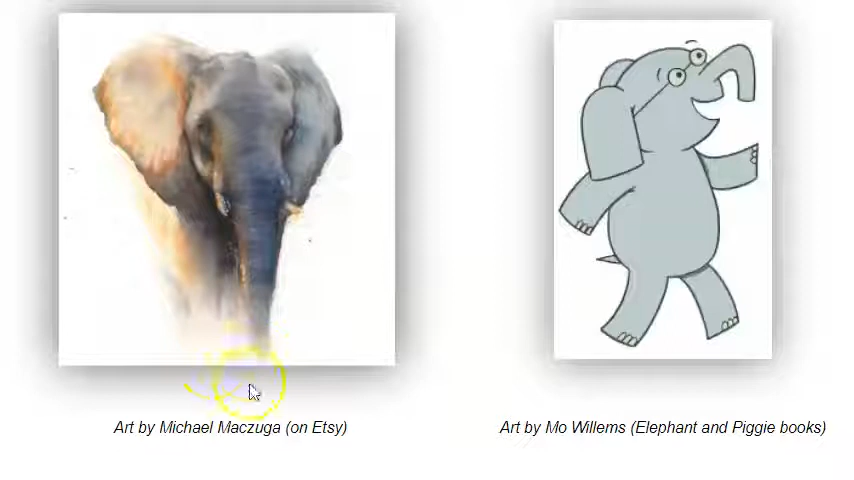 Art by Michael Maczuga (on Etsy)
Art by Mo Willems (Elephant and Piggie books)